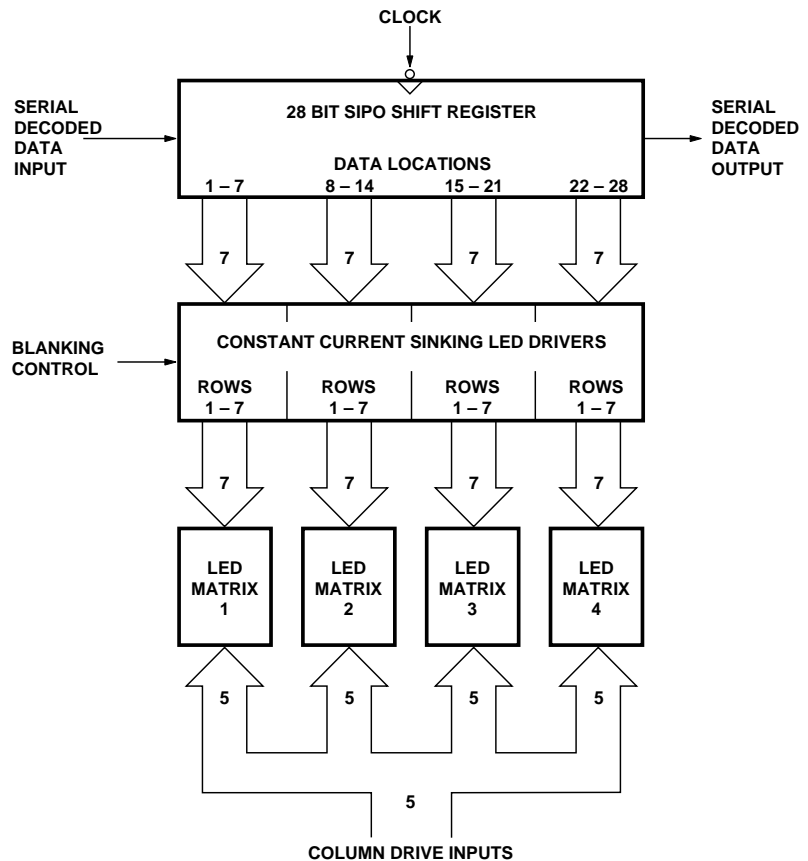 CLOCK
SERIAL
DECODED
DATA
INPUT
28 BIT SIPO SHIFT REGISTER
SERIAL
DECODED
DATA
OUTPUT
DATA LOCATIONS
1 – 7 8 – 14 15 – 21 22 – 28
7 7 7 7
BLANKING
CONTROL
CONSTANT CURRENT SINKING LED DRIVERS
ROWS ROWS ROWS ROWS
1 – 7 1 – 7 1 – 7 1 – 7
7 7 7 7
LED LED LED LED
MATRIX MATRIX MATRIX MATRIX
1 2 3 4
5 5 5 5
5
COLUMN DRIVE INPUTS